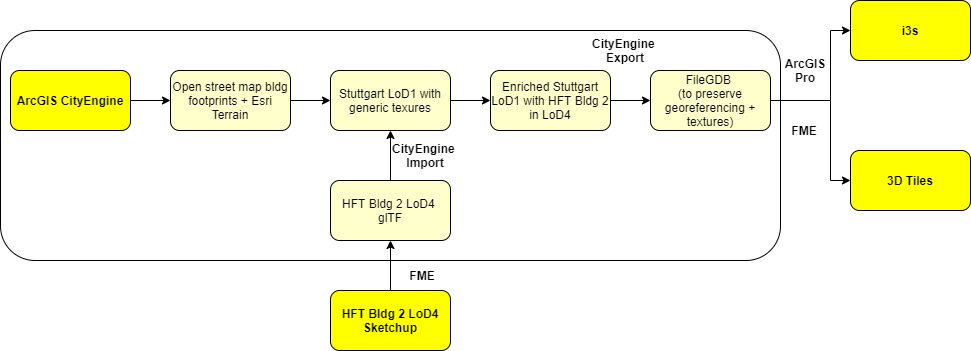 CityEngine
Export
i3s
ArcGIS
Pro
ArcGIS CityEngine
Open street map bldg
footprints + Esri
Terrain
Stuttgart LoD1 with
generic texures
Enriched Stuttgart
LoD1 with HFT Bldg 2
in LoD4
FileGDB
(to preserve
georeferencing +
textures)
FME
CityEngine
Import
3D Tiles
HFT Bldg 2 LoD4
glTF
FME
HFT Bldg 2 LoD4
Sketchup